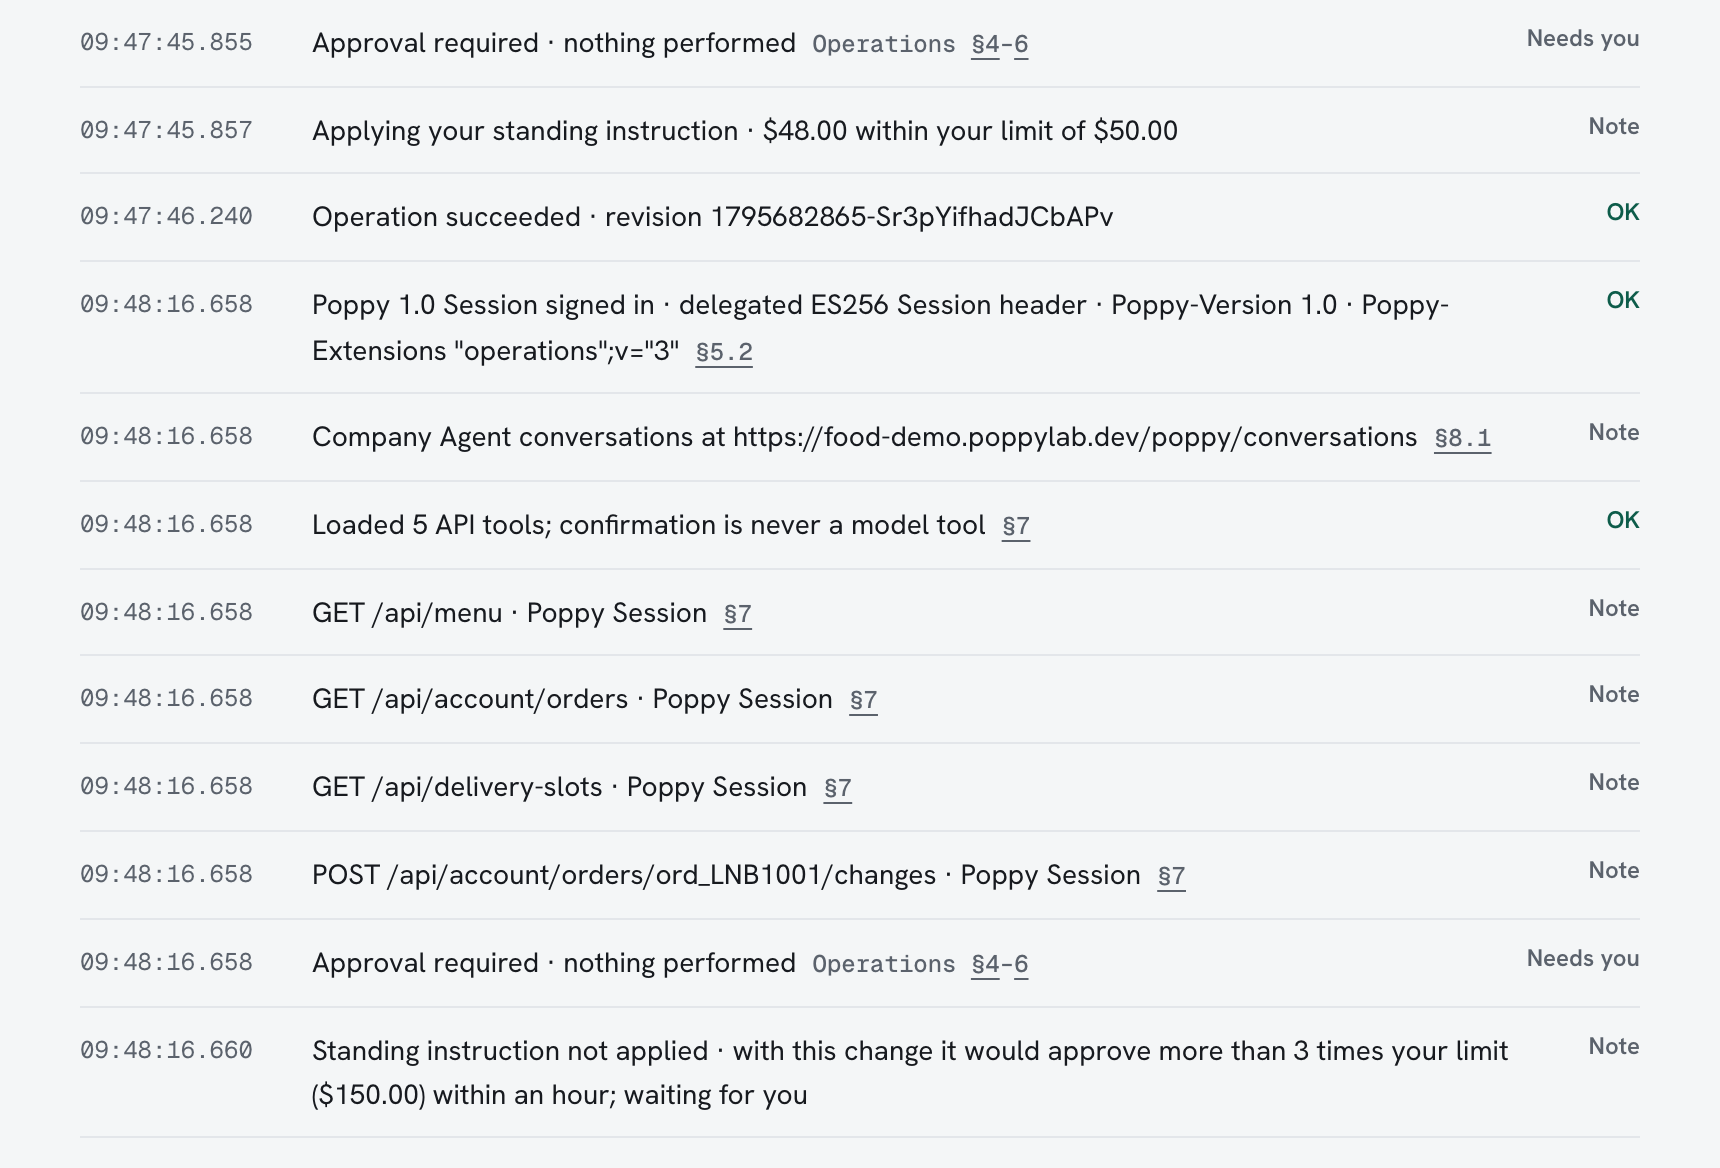 09:47:45.855 Approval required · nothing performed Operations §4–6 Needs you
09:47:45.857 Applying your standing instruction · $48.00 within your limit of $50.00 Note
09:47:46.240 Operation succeeded · revision 1795682865-Sr3pYifhadJCbAPv OK
09:48:16.658 Poppy 1.0 Session signed in · delegated ES256 Session header · Poppy-Version 1.0 · Poppy- OK
Extensions "operations";v="3" §5.2
09:48:16.658 Company Agent conversations at https://food-demo.poppylab.dev/poppy/conversations §8.1 Note
09:48:16.658 Loaded 5 API tools; confirmation is never a model tool §7 OK
09:48:16.658 GET /api/menu · Poppy Session §7 Note
09:48:16.658 GET /api/account/orders · Poppy Session §7 Note
09:48:16.658 GET /api/delivery-slots · Poppy Session §7 Note
09:48:16.658 POST /api/account/orders/ord_LNB1001/changes · Poppy Session §7 Note
09:48:16.658 Approval required · nothing performed Operations §4–6 Needs you
09:48:16.660 Standing instruction not applied · with this change it would approve more than 3 times your limit Note
($150.00) within an hour; waiting for you